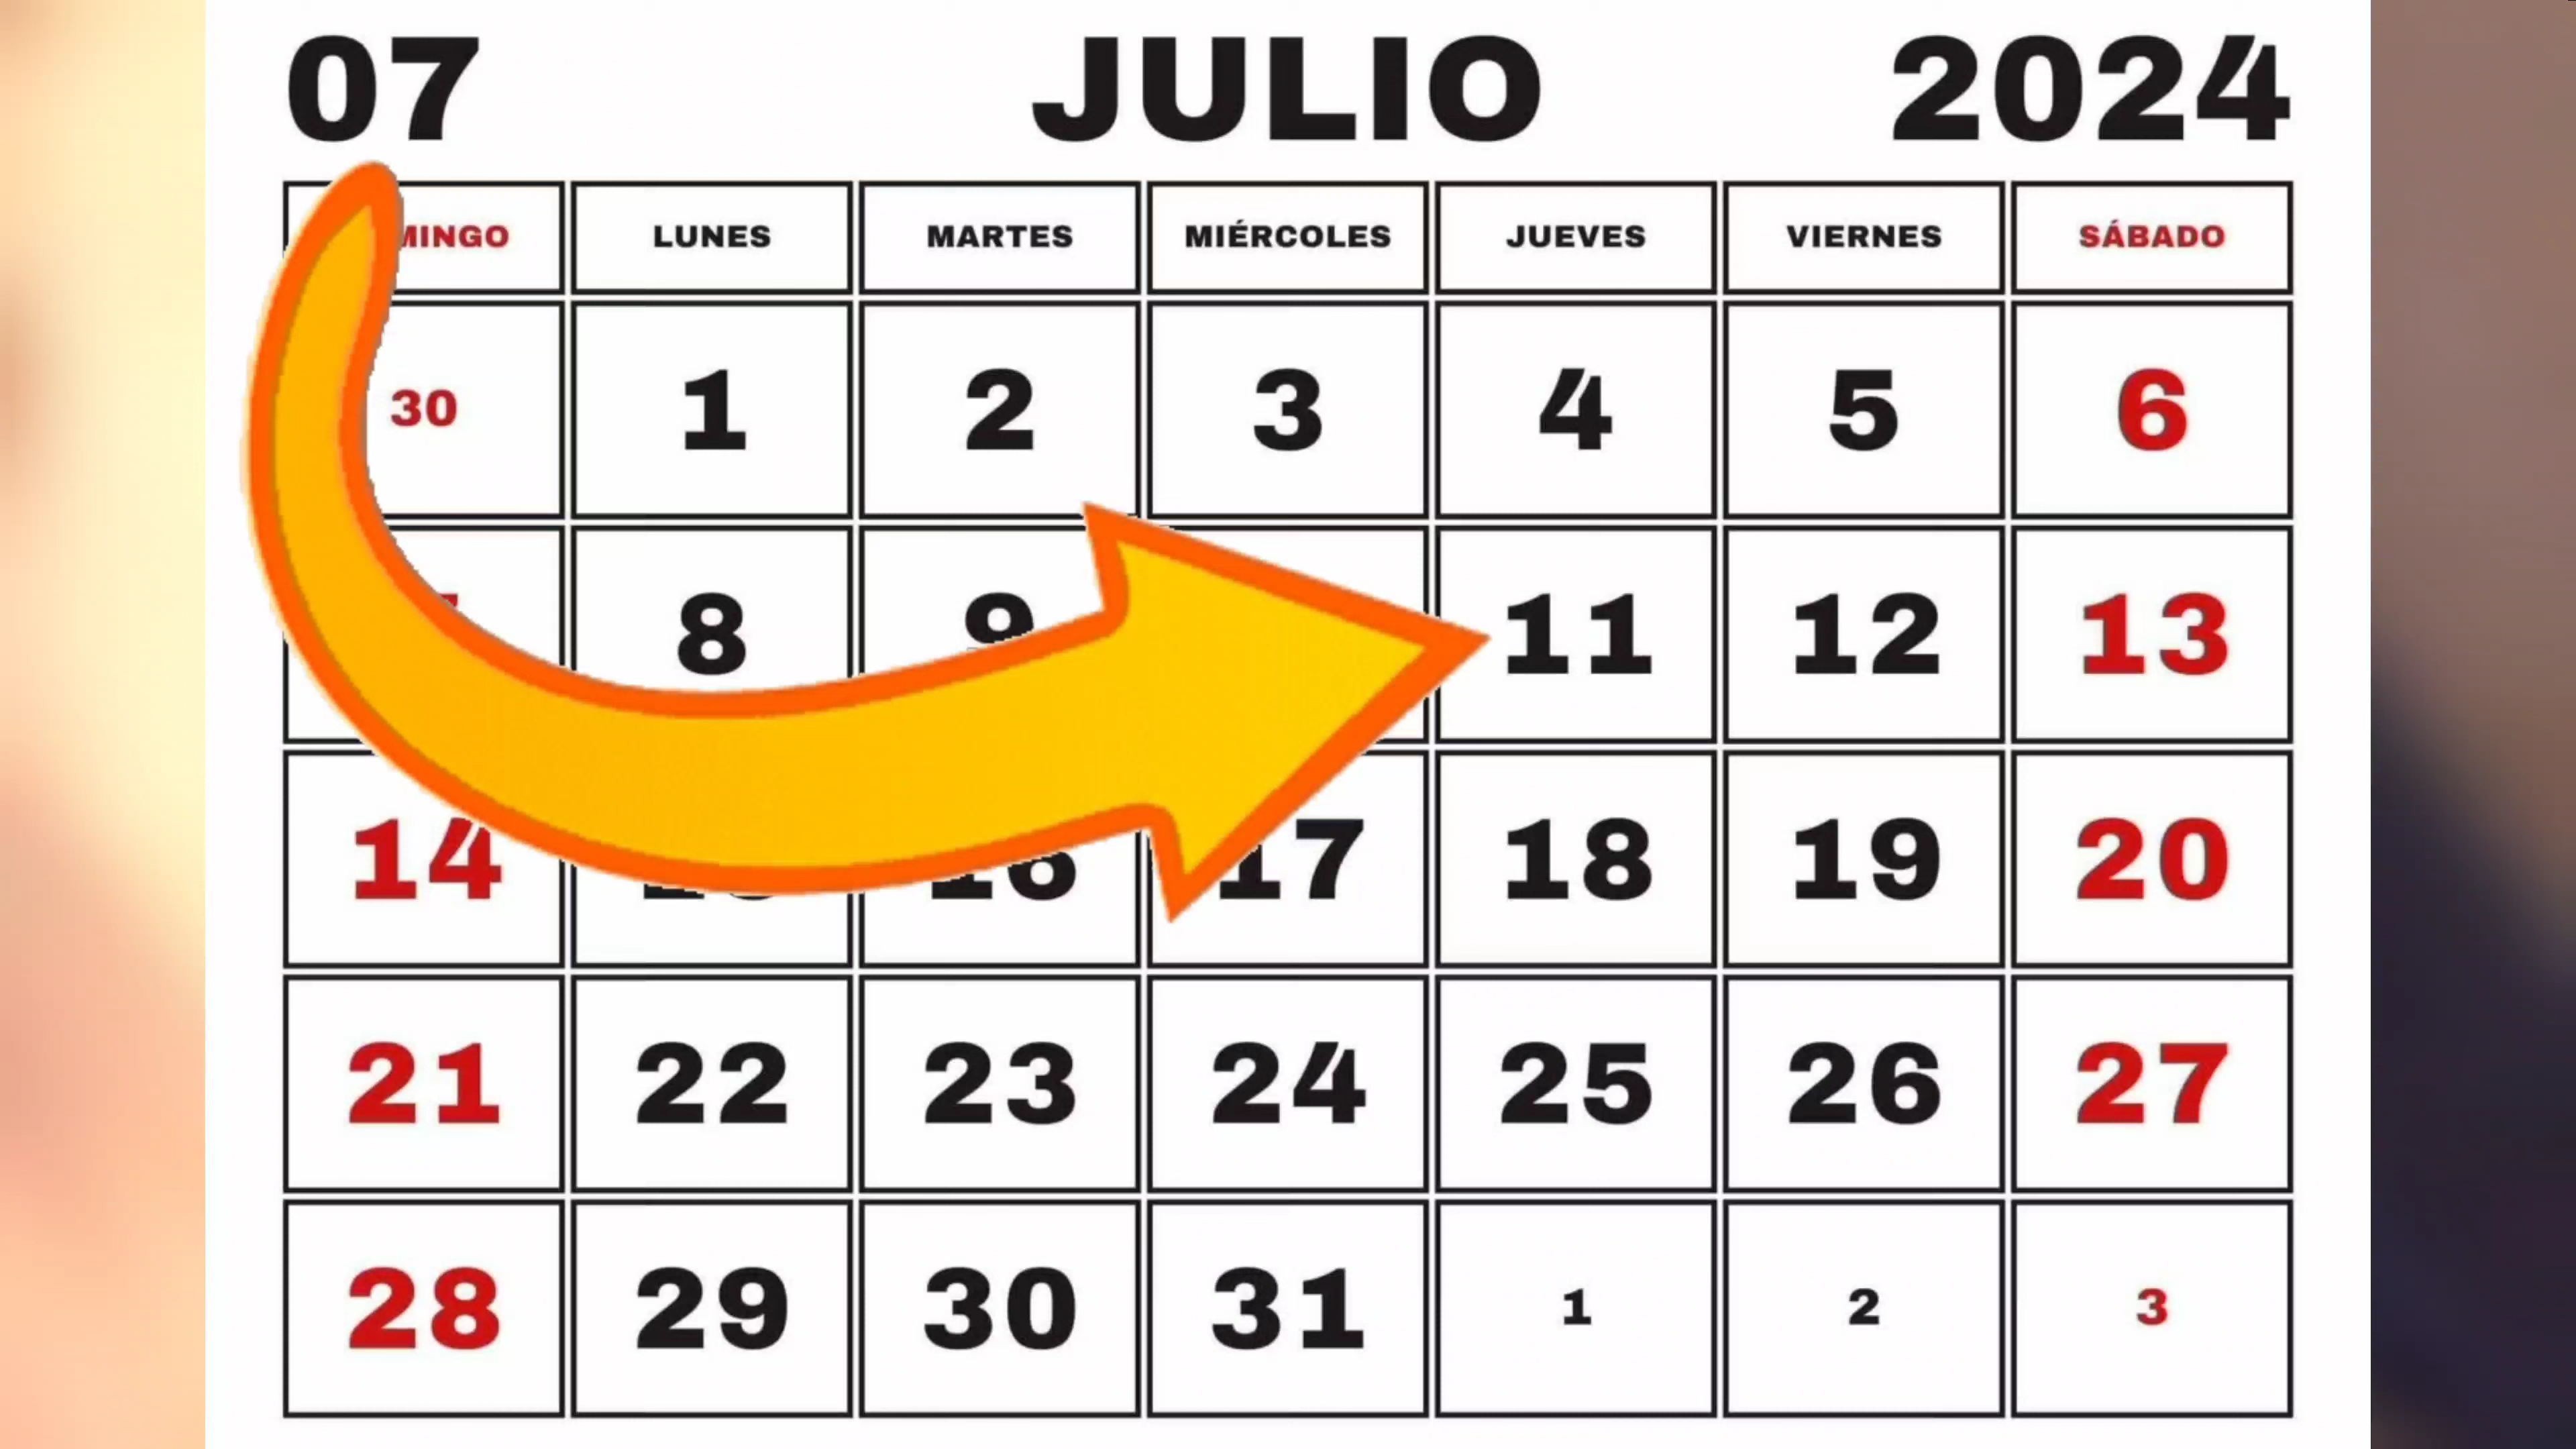 07 JULIO 2024
MINGO LUNES MARTES MIÉRCOLES JUEVES VIERNES SÁBADO
30 1 2 3 4 5 6
8 9 11 12 13
14 16 17 18 19 20
21 22 23 24 25 26 27
28 29 30 31 1 2 3